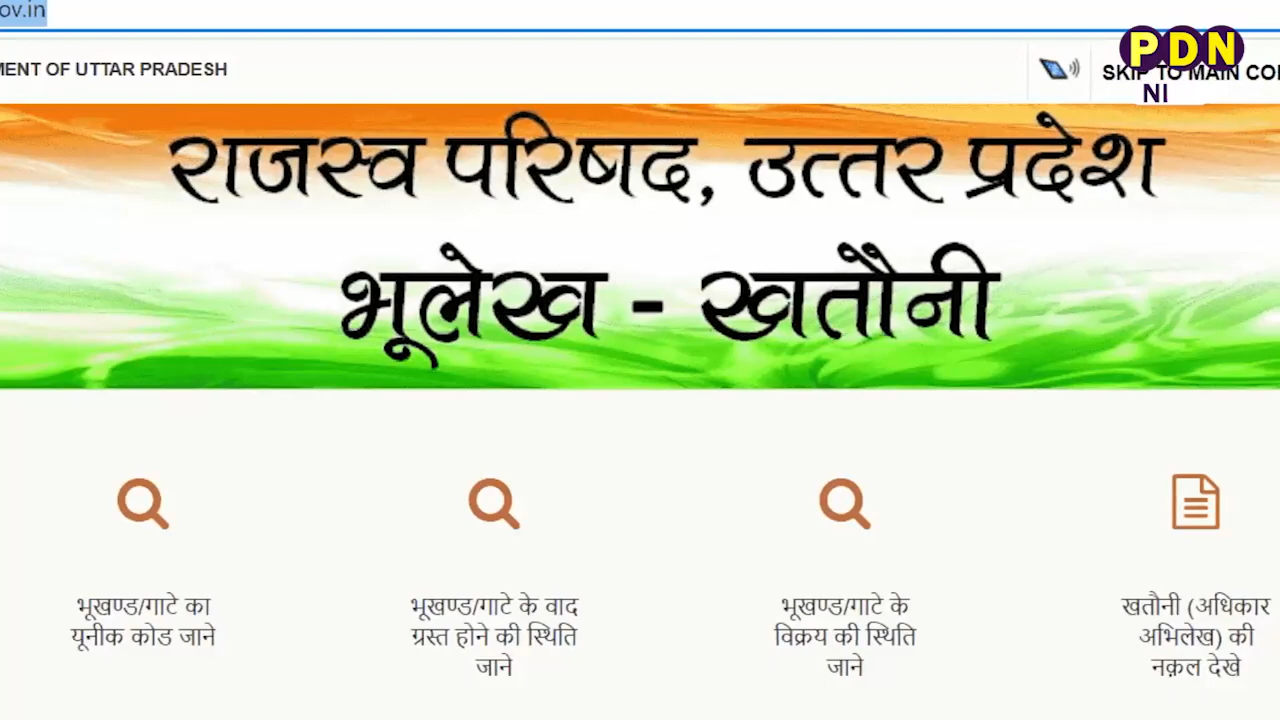 ov.in
MENT OF UTTAR PRADESH
SKIP TO MAIN CO
PDN
NI
राजस्व परिषद, उत्तर प्रदेश
भूलेख - खतौनी
भूखण्ड/गाटे का
यूनीक कोड जाने
भूखण्ड/गाटे के वाद
ग्रस्त होने की स्थिति
जाने
भूखण्ड/गाटे के
विक्रय की स्थिति
जाने
खतौनी (अधिकार
अभिलेख) की
नक़ल देखे